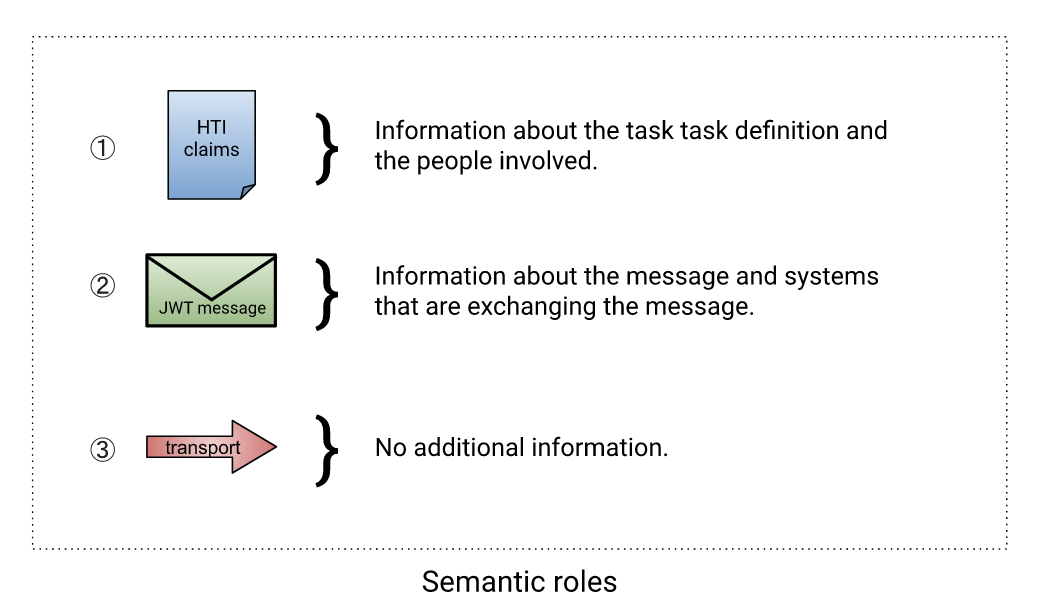 ①
HTI
claims
}
Information about the task task definition and
the people involved.
②
JWT message
}
Information about the message and systems
that are exchanging the message.
③
transport
}
No additional information.
Semantic roles